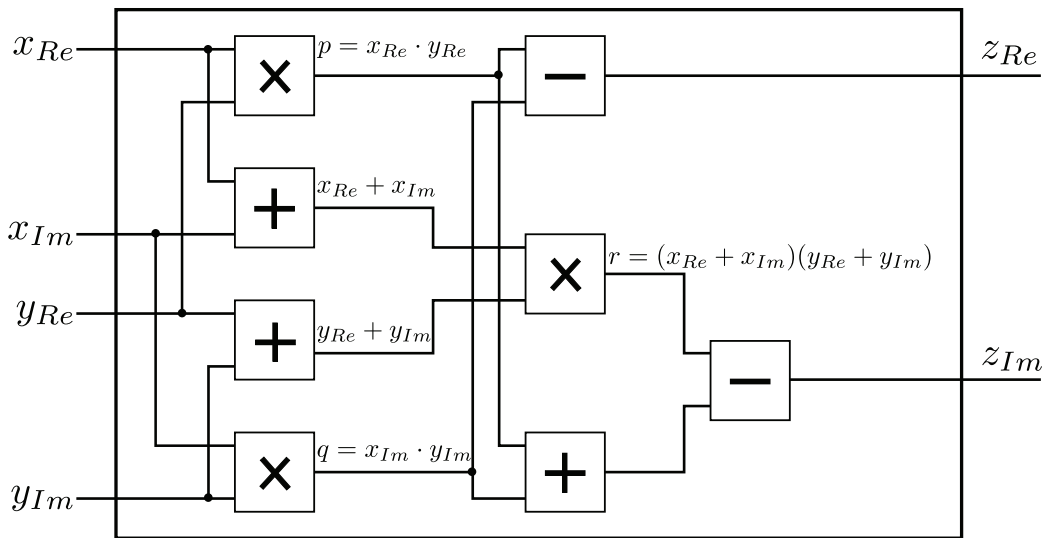 x_{Re}
p = x_{Re} · y_{Re}
×
−
z_{Re}
x_{Re} + x_{Im}
+
x_{Im}
×
r = (x_{Re} + x_{Im})(y_{Re} + y_{Im})
y_{Re}
+
y_{Re} + y_{Im}
−
z_{Im}
q = x_{Im} · y_{Im}
×
+
y_{Im}